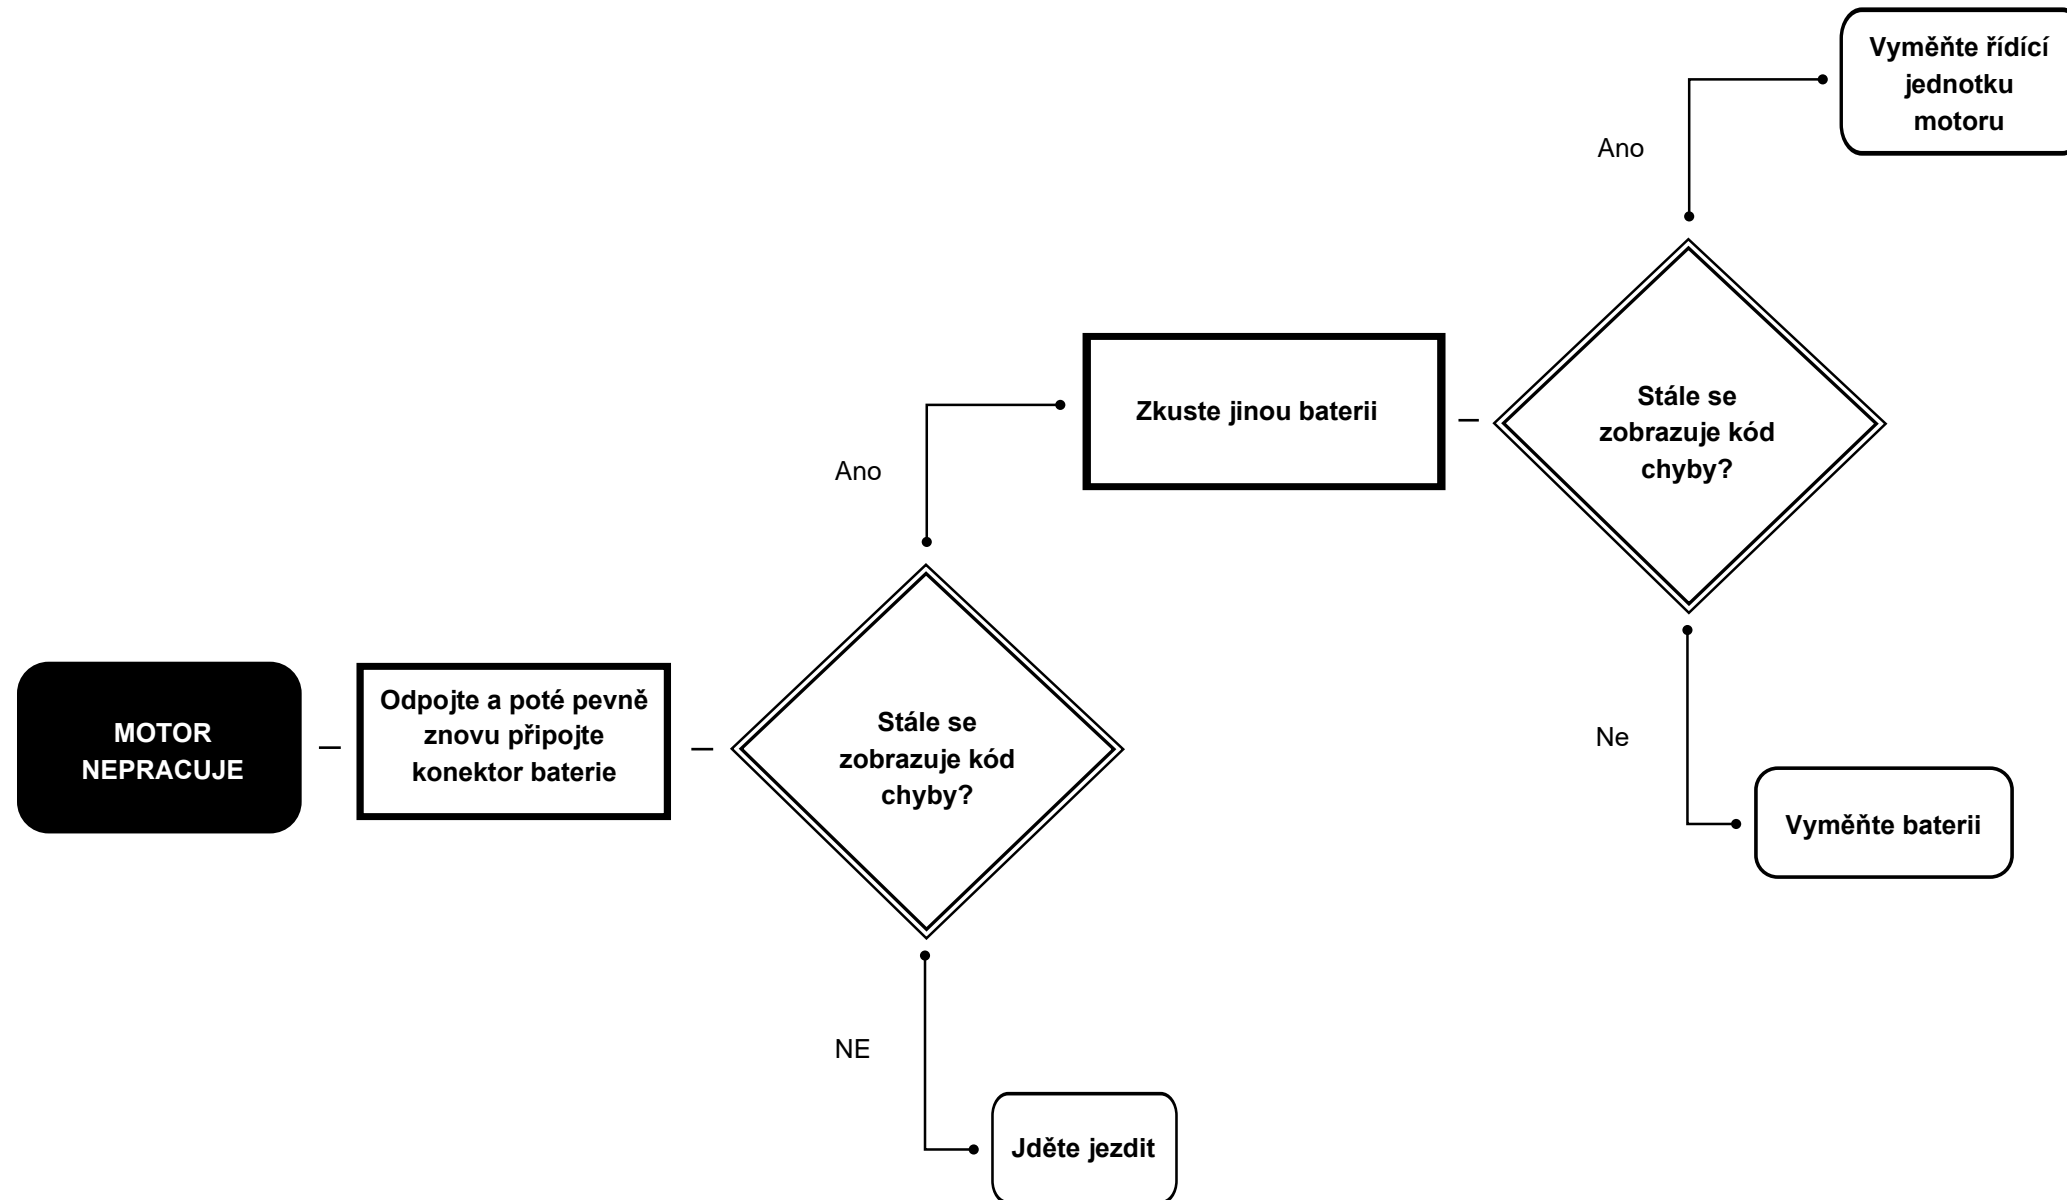 MOTOR
NEPRACUJE
Odpojte a poté pevně
znovu připojte
konektor baterie
Stále se
zobrazuje kód
chyby?
Ano
Zkuste jinou baterii
Stále se
zobrazuje kód
chyby?
Ano
Vyměňte řídící
jednotku
motoru
Ne
Vyměňte baterii
NE
Jděte jezdit